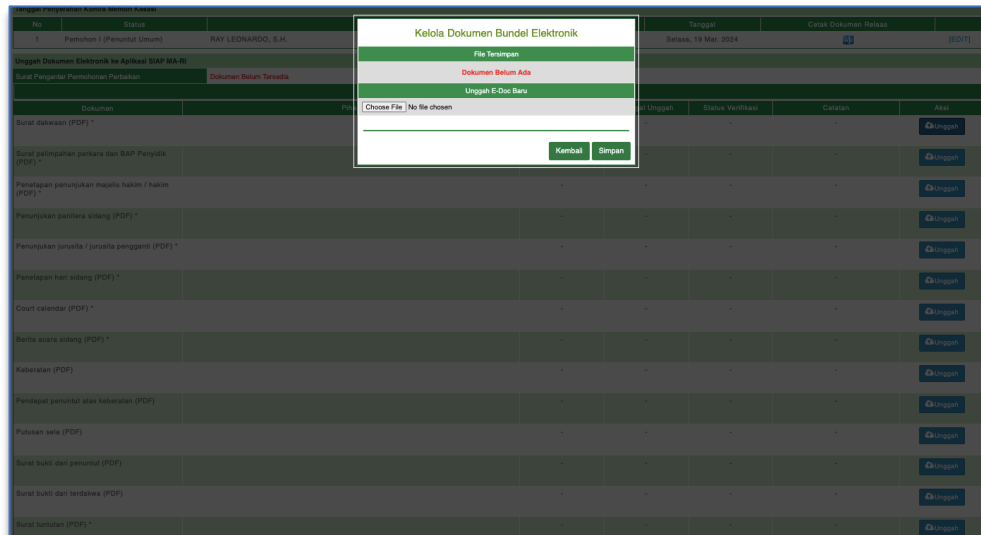 Tanggal Penyerahan Kontra Memori Kasasi
No Status Tanggal Cetak Dokumen Relaas
1 Pemohon I (Penuntut Umum) RAY LEONARDO, S.H. Selasa, 19 Mar. 2024 [EDIT]
Unggah Dokumen Elektronik ke Aplikasi SIAP MA-RI
Surat Pengantar Permohonan Perbaikan Dokumen Belum Tersedia
Kelola Dokumen Bundel Elektronik
File Tersimpan
Dokumen Belum Ada
Unggah E-Doc Baru
Choose File No file chosen
Kembali Simpan
Dokumen Status Verifikasi Catatan Aksi
Surat dakwaan (PDF) * - - - Unggah
Surat pelimpahan perkara dan BAP Penyidik
(PDF) * - - - Unggah
Penetapan penunjukan majelis hakim / hakim
(PDF) * - - - - Unggah
Penunjukan panitera sidang (PDF) * - - - - Unggah
Penunjukan jurusita / jurusita pengganti (PDF) * - - - - Unggah
Penetapan hari sidang (PDF) * - - - - Unggah
Court calendar (PDF) * - - - - Unggah
Berita acara sidang (PDF) * - - - - Unggah
Keberatan (PDF) - - - - Unggah
Pendapat penuntut atas keberatan (PDF) - - - - Unggah
Putusan sela (PDF) - - - - Unggah
Surat bukti dari penuntut (PDF) - - - - Unggah
Surat bukti dari terdakwa (PDF) - - - - Unggah
Surat tuntutan (PDF) * - - - - Unggah